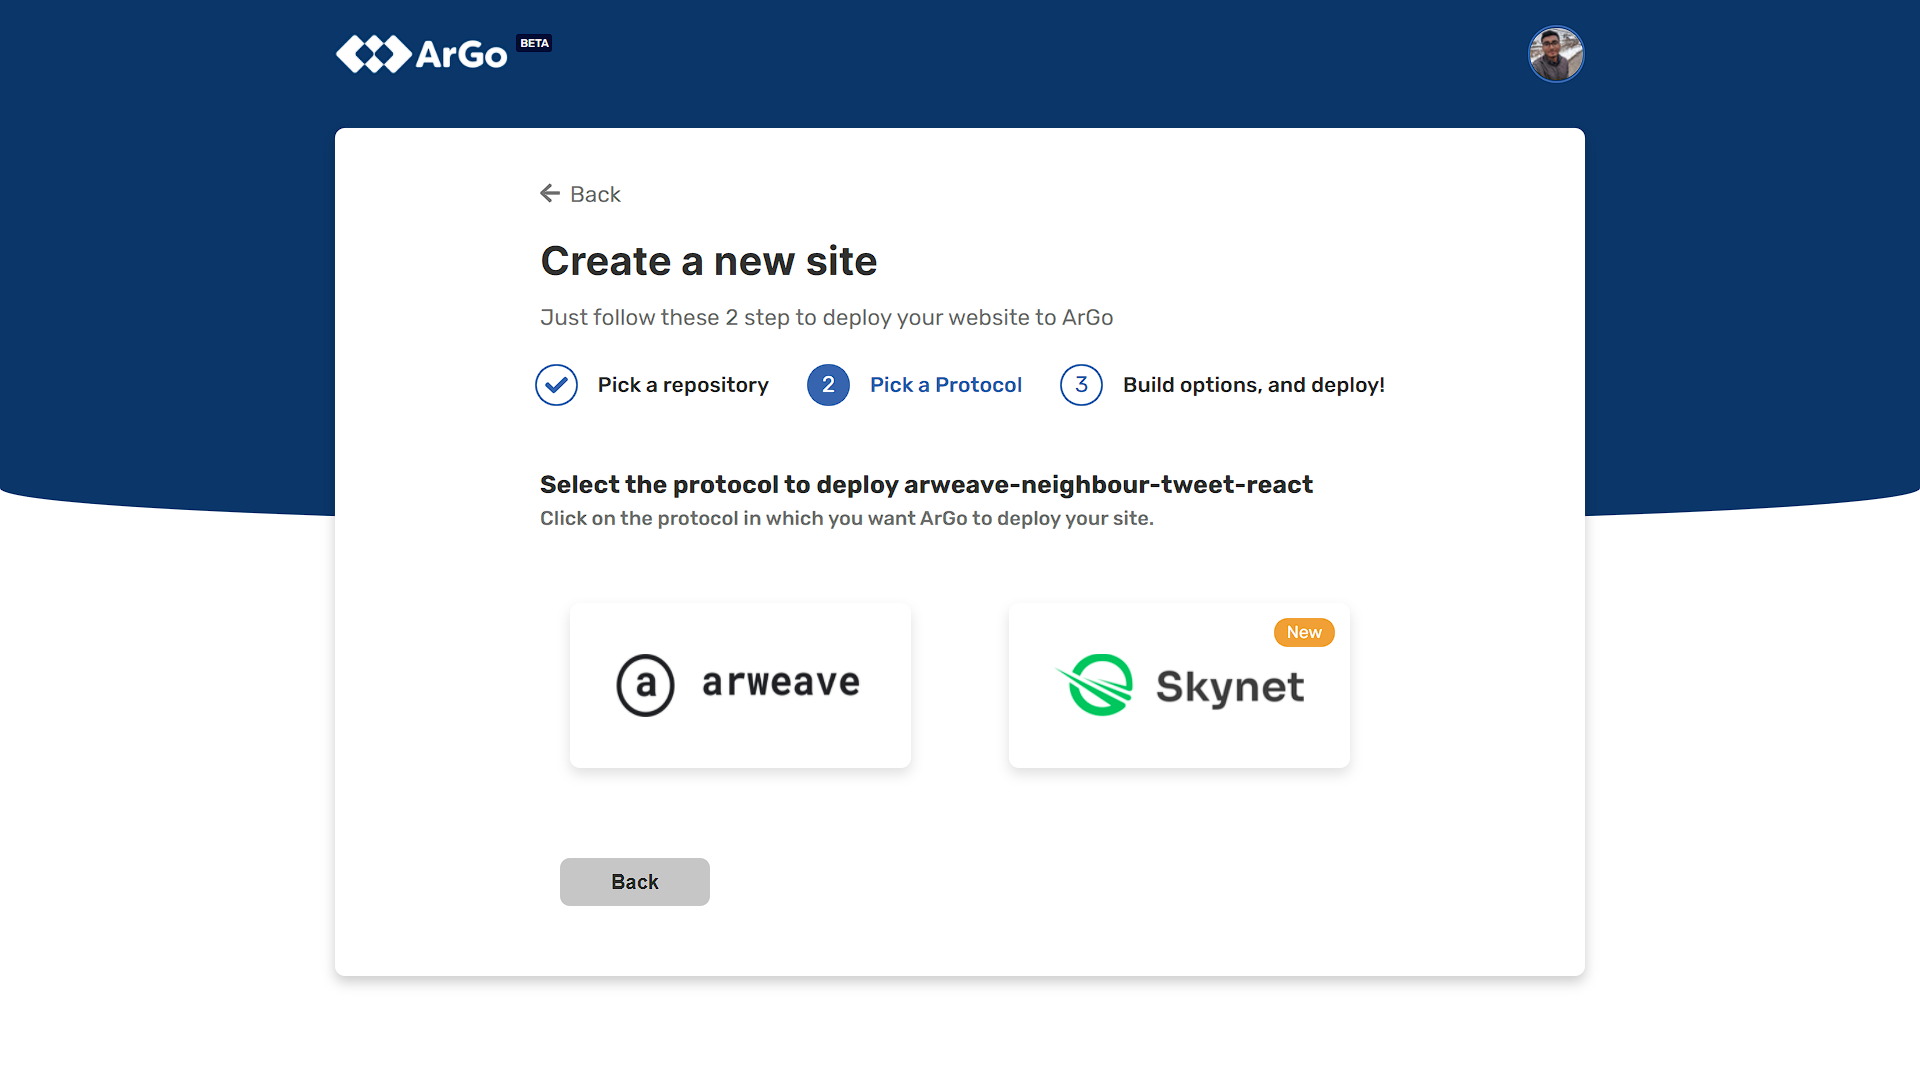 ArGo BETA
Back
Create a new site
Just follow these 2 step to deploy your website to ArGo
Pick a repository 2 Pick a Protocol 3 Build options, and deploy!
Select the protocol to deploy arweave-neighbour-tweet-react
Click on the protocol in which you want ArGo to deploy your site.
New
a arweave
Skynet
Back